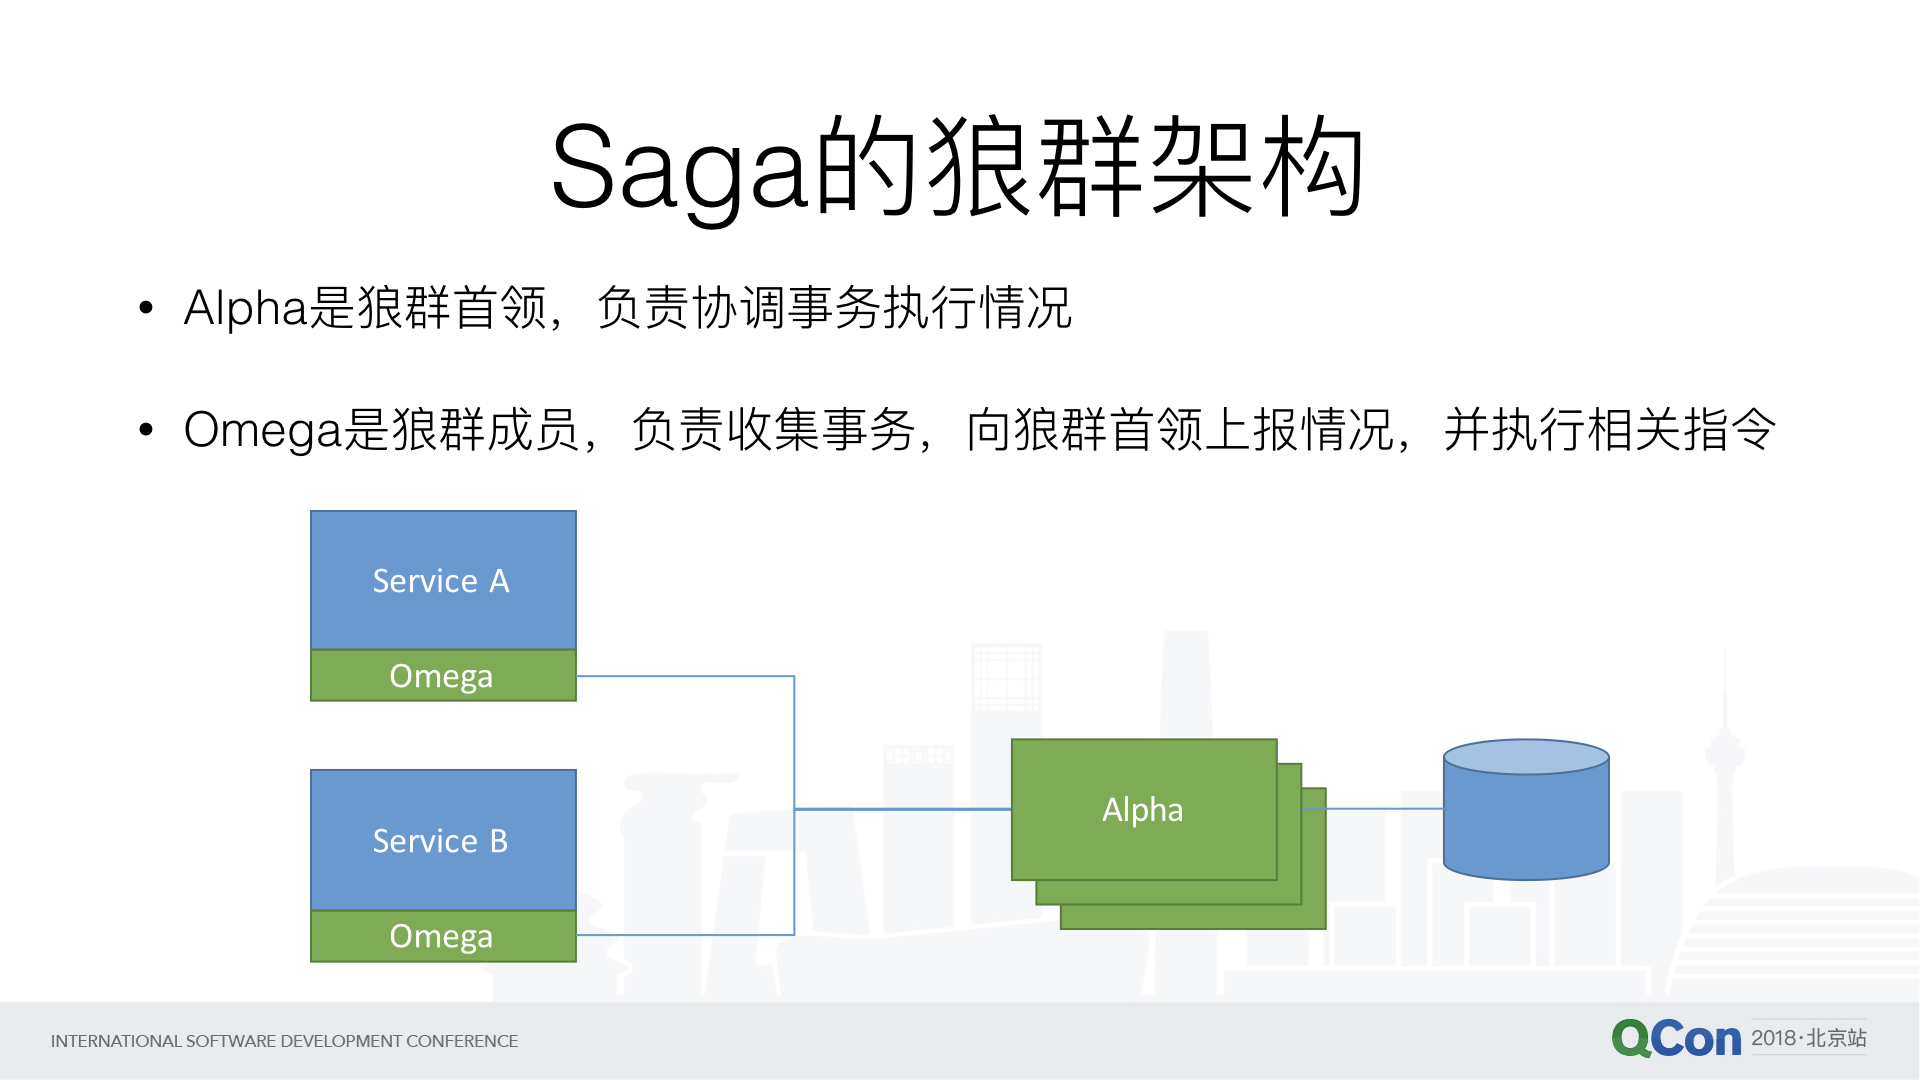 Saga的狼群架构
• Alpha是狼群首领，负责协调事务执行情况
• Omega是狼群成员，负责收集事务，向狼群首领上报情况，并执行相关指令
Service A
Omega
Service B
Omega
Alpha
INTERNATIONAL SOFTWARE DEVELOPMENT CONFERENCE
QCon 2018·北京站